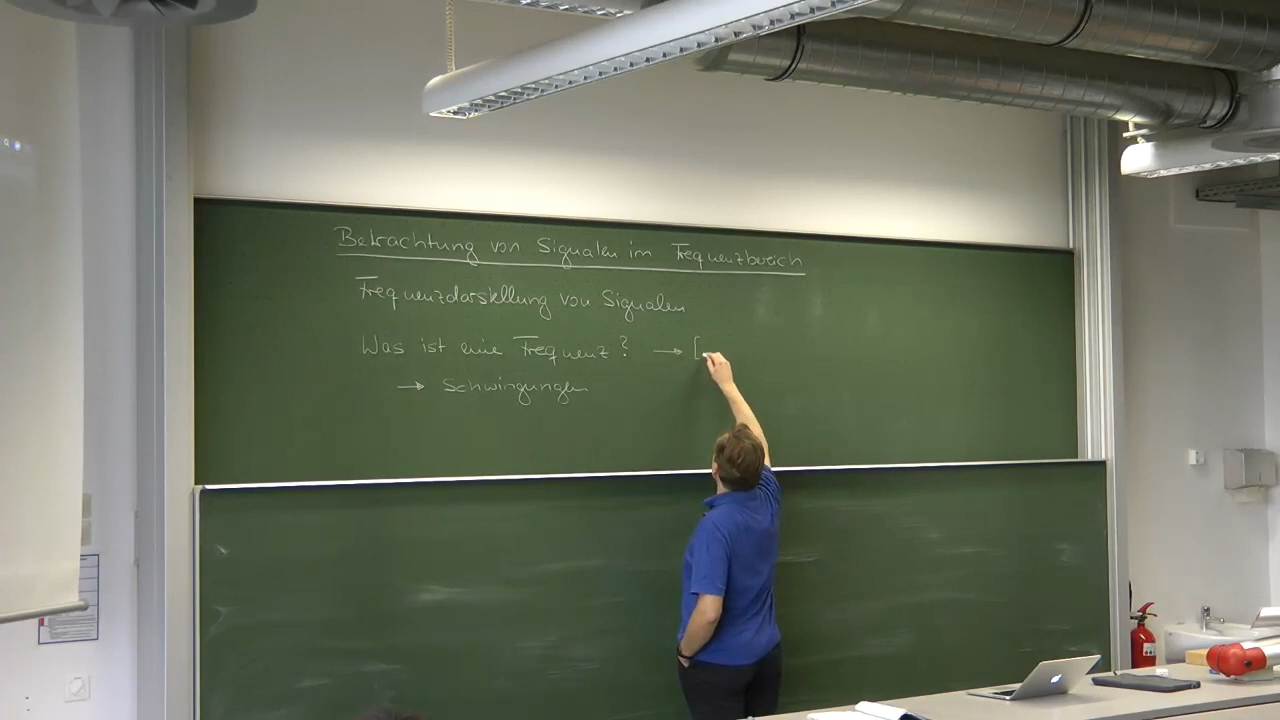 Betrachtung von Signalen im Frequenzbereich
Frequenzdarstellung von Signalen
Was ist eine Frequenz? → [
→ Schwingungen